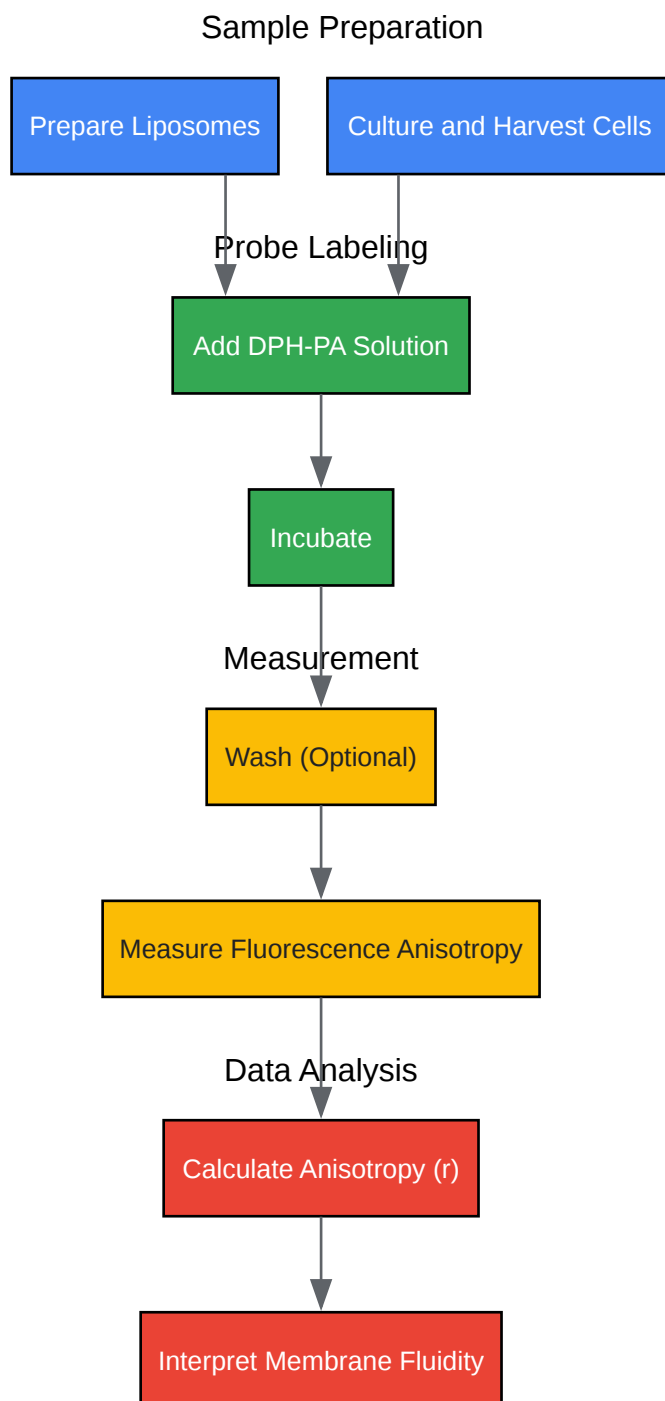 Sample Preparation
Prepare Liposomes
Culture and Harvest Cells
Probe Labeling
Add DPH-PA Solution
Incubate
Measurement
Wash (Optional)
Measure Fluorescence Anisotropy
Data Analysis
Calculate Anisotropy (r)
Interpret Membrane Fluidity